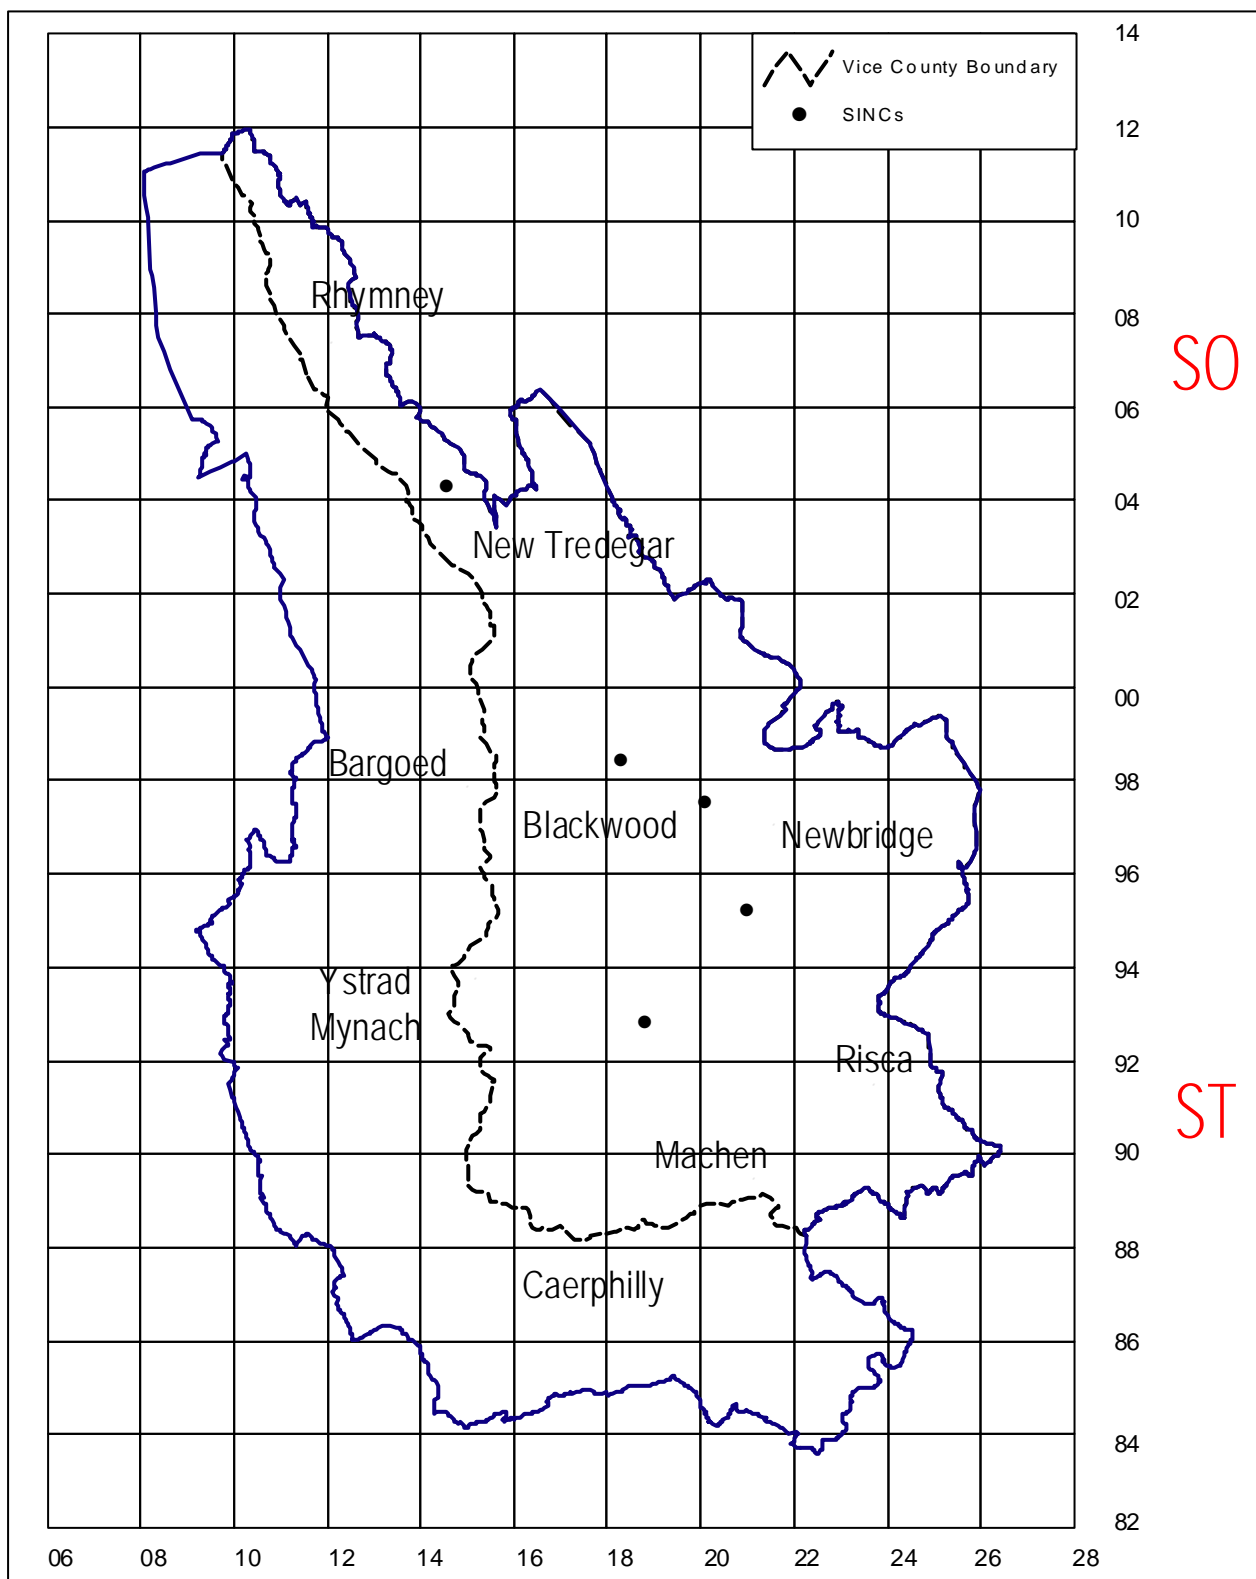 14
Vice County Boundary
SINCs
12
10
Rhymney
08
SO
06
04
New Tredegar
02
00
Bargoed
98
Blackwood
Newbridge
96
Ystrad
Mynach
94
Risca
92
ST
Machen
90
88
Caerphilly
86
84
82
06 08 10 12 14 16 18 20 22 24 26 28